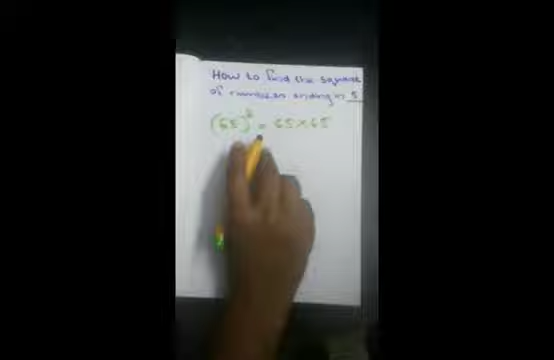 How to find the square
of numbers ending in 5
(65)² = 65×65